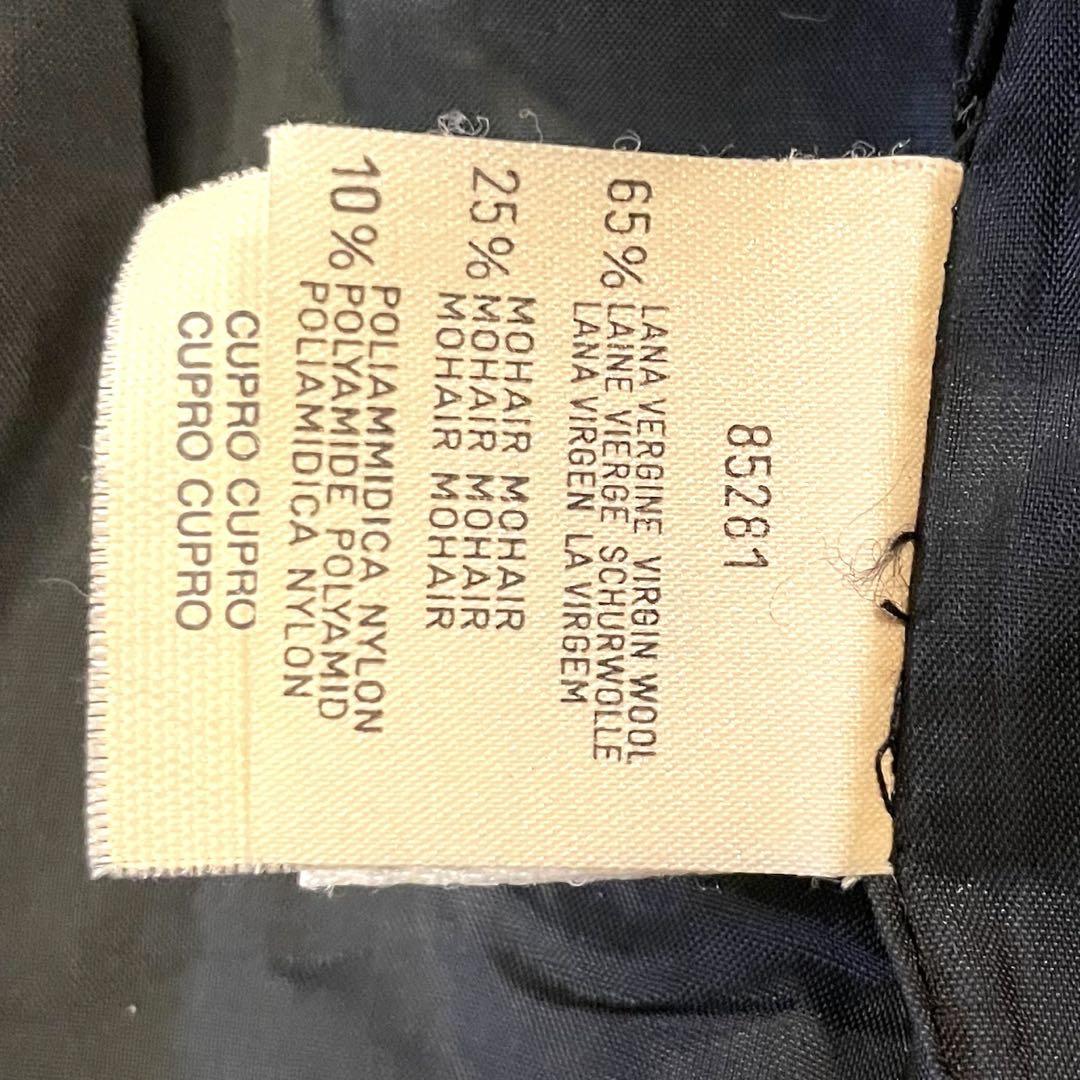 85281
LANA VERGINE VIRGIN WOOL
65% LAINE VIERGE SCHURWOLLE
LANA VIRGEN LA VIRGEM
MOHAIR MOHAIR
25% MOHAIR MOHAIR
MOHAIR MOHAIR
POLIAMMIDICA NYLON
10% POLYAMIDE POLYAMID
POLIAMIDICA NYLON
CUPRO CUPRO
CUPRO CUPRO